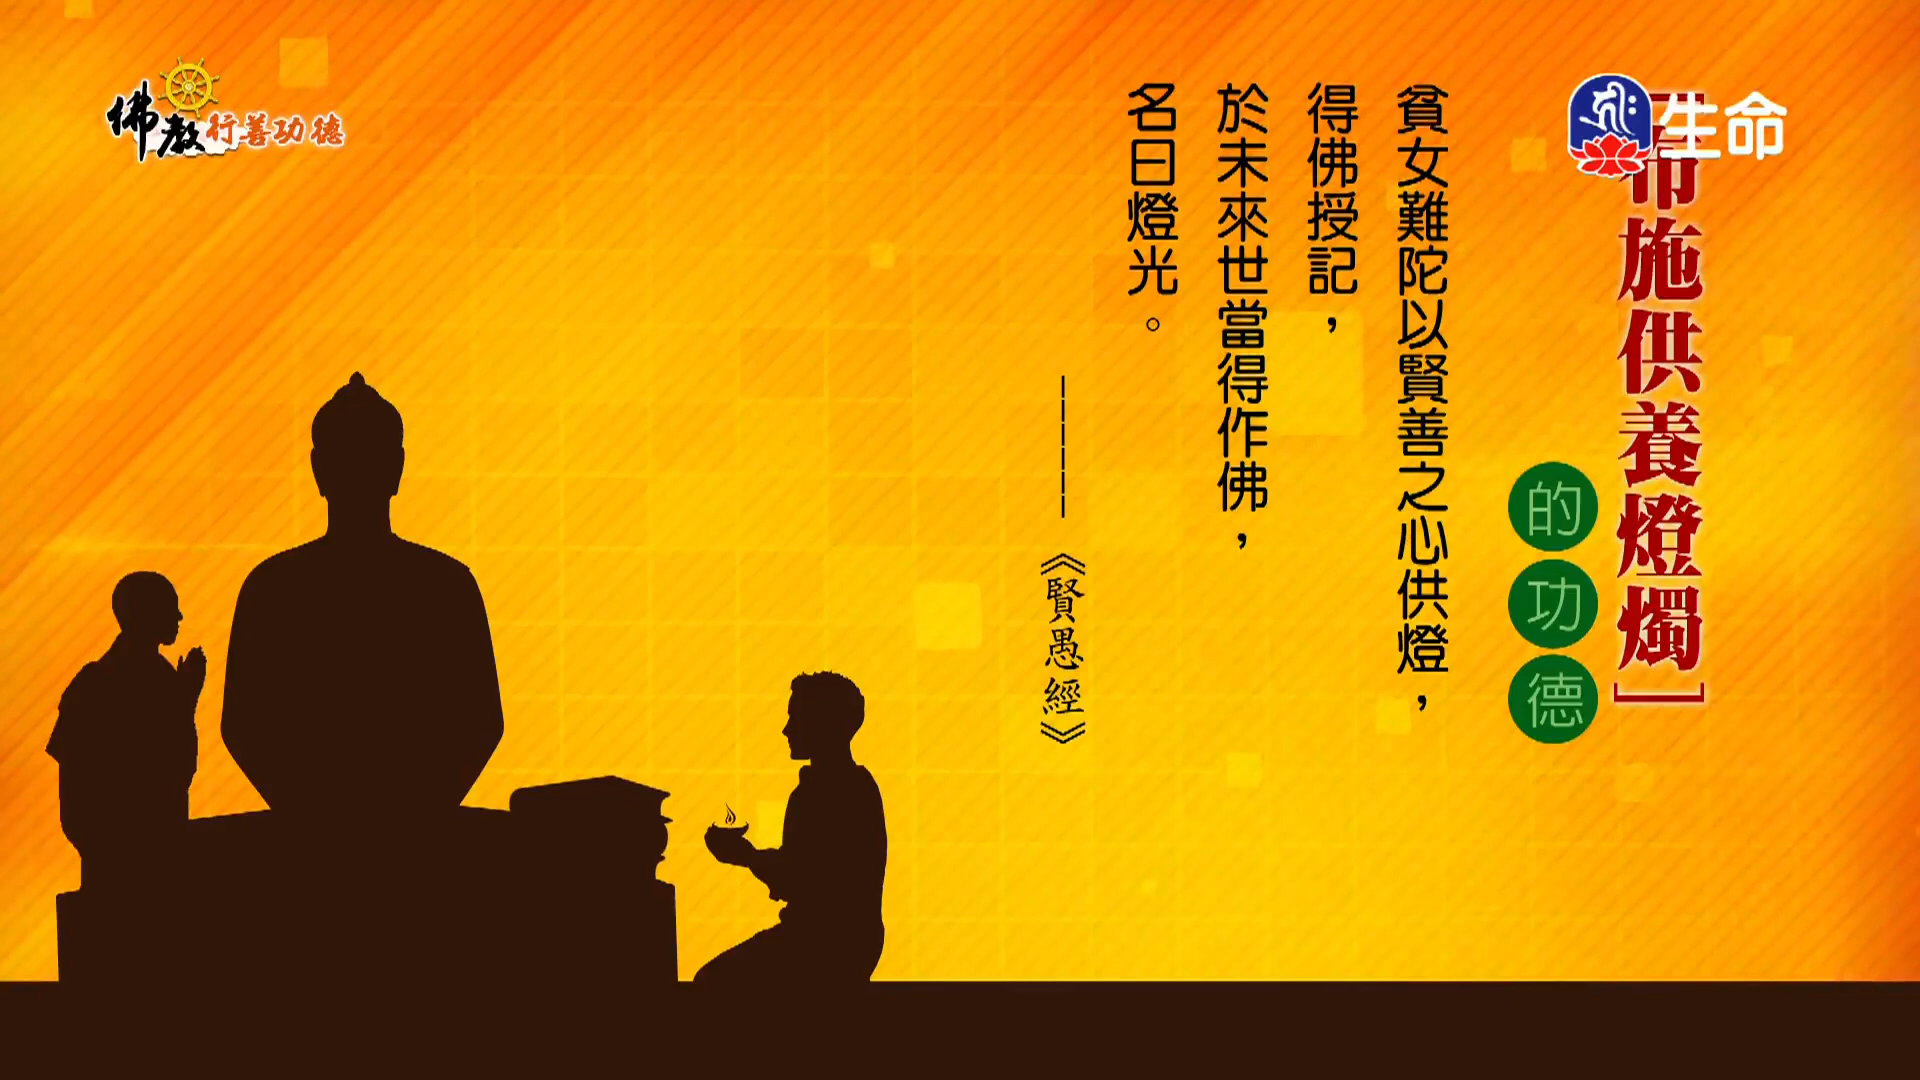 佛教行善功德
生命
[布施供養燈燭]
的功德
貧女難陀以賢善之心供燈，
得佛授記，
於未來世當得作佛，
名曰燈光。
——————《賢愚經》